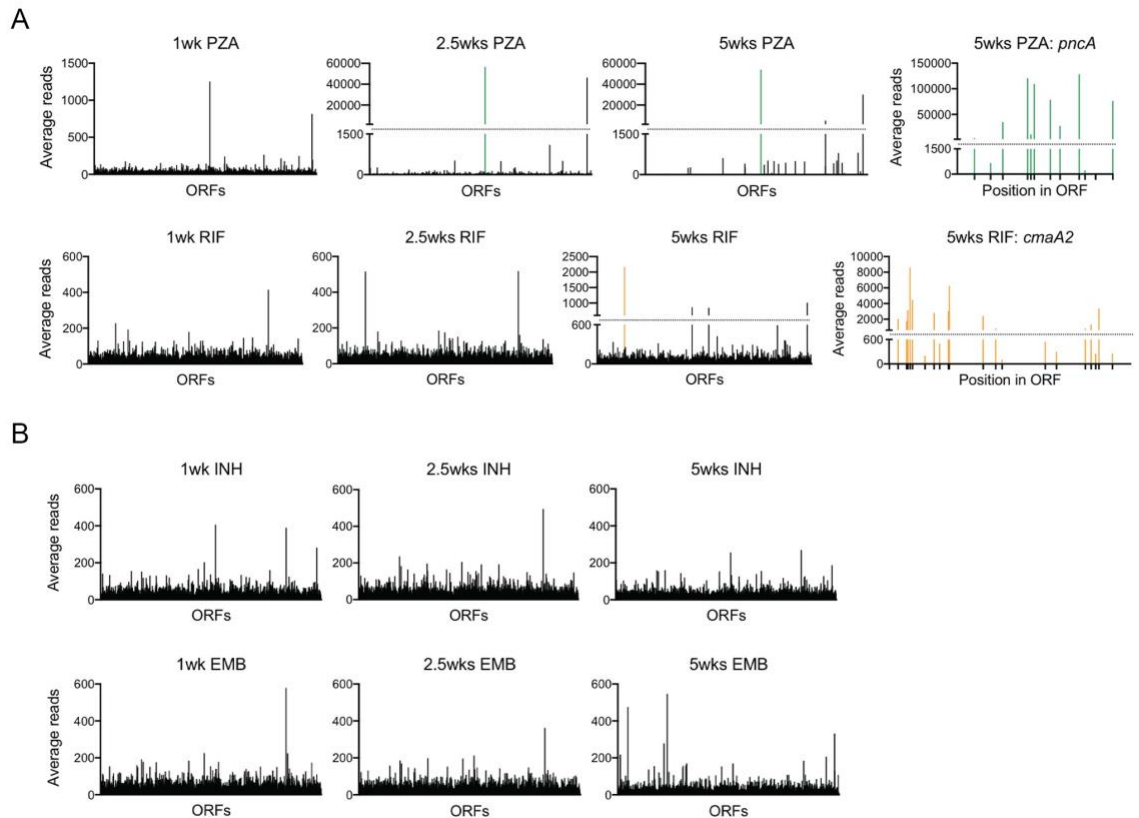 A
1wk PZA
2.5wks PZA
5wks PZA
5wks PZA: pncA
Average reads
1500
1000
500
0
ORFs
60000
40000
20000
1500
0
ORFs
60000
40000
20000
1500
0
ORFs
Average reads
150000
100000
50000
1500
0
Position in ORF
1wk RIF
2.5wks RIF
5wks RIF
5wks RIF: cmaA2
Average reads
600
400
200
0
ORFs
600
400
200
0
ORFs
2500
2000
1500
1000
600
0
ORFs
Average reads
10000
8000
6000
4000
2000
600
0
Position in ORF
B
1wk INH
2.5wks INH
5wks INH
Average reads
600
400
200
0
ORFs
600
400
200
0
ORFs
600
400
200
0
ORFs
1wk EMB
2.5wks EMB
5wks EMB
Average reads
600
400
200
0
ORFs
600
400
200
0
ORFs
600
400
200
0
ORFs